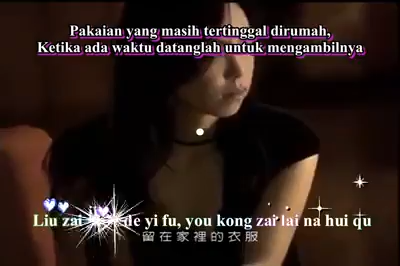 Pakaian yang masih tertinggal dirumah,
Ketika ada waktu datanglah untuk mengambilnya
Liu zai de yi fu, you kong zai lai na hui qu
留在家裡的衣服